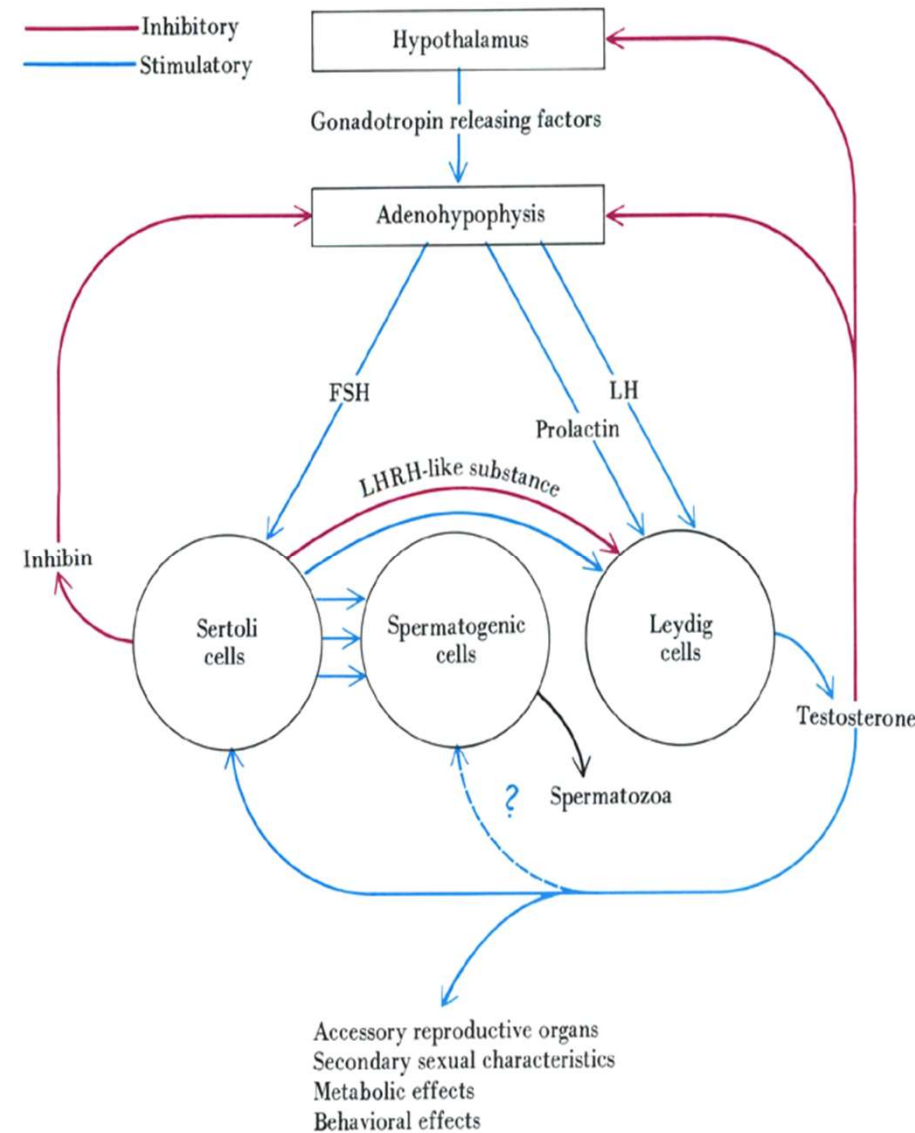 Inhibitory
Stimulatory
Hypothalamus
Gonadotropin releasing factors
Adenohypophysis
FSH
LH
Prolactin
LHRH-like substance
Inhibin
Sertoli
cells
Spermatogenic
cells
Leydig
cells
Testosterone
?
Spermatozoa
Accessory reproductive organs
Secondary sexual characteristics
Metabolic effects
Behavioral effects